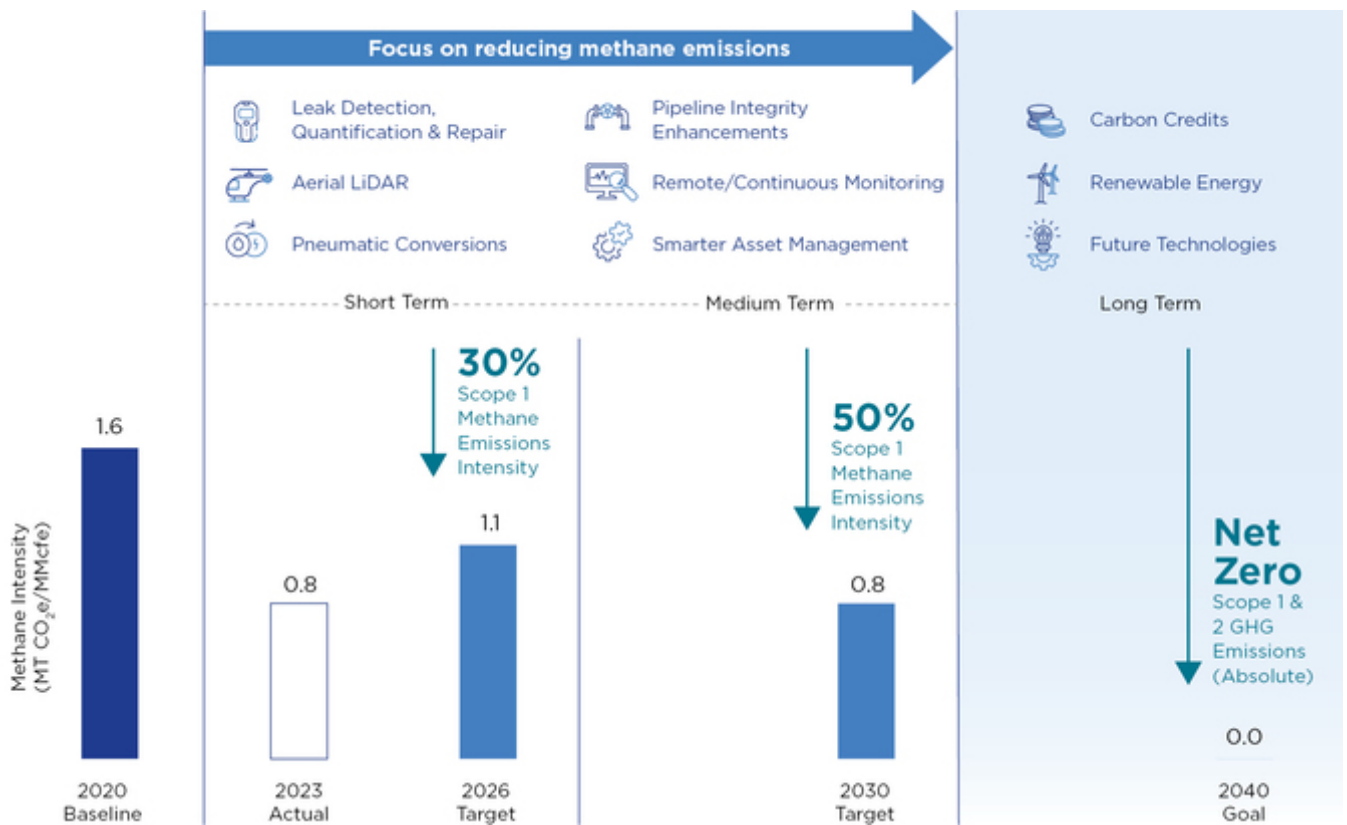 Focus on reducing methane emissions
Leak Detection,
Quantification & Repair
Aerial LiDAR
Pneumatic Conversions
Pipeline Integrity
Enhancements
Remote/Continuous Monitoring
Smarter Asset Management
Carbon Credits
Renewable Energy
Future Technologies
Short Term
Medium Term
Long Term
Methane Intensity
(MT CO₂e/MMcfe)
1.6
2020
Baseline
0.8
2023
Actual
30%
Scope 1
Methane
Emissions
Intensity
1.1
2026
Target
50%
Scope 1
Methane
Emissions
Intensity
0.8
2030
Target
Net
Zero
Scope 1 &
2 GHG
Emissions
(Absolute)
0.0
2040
Goal